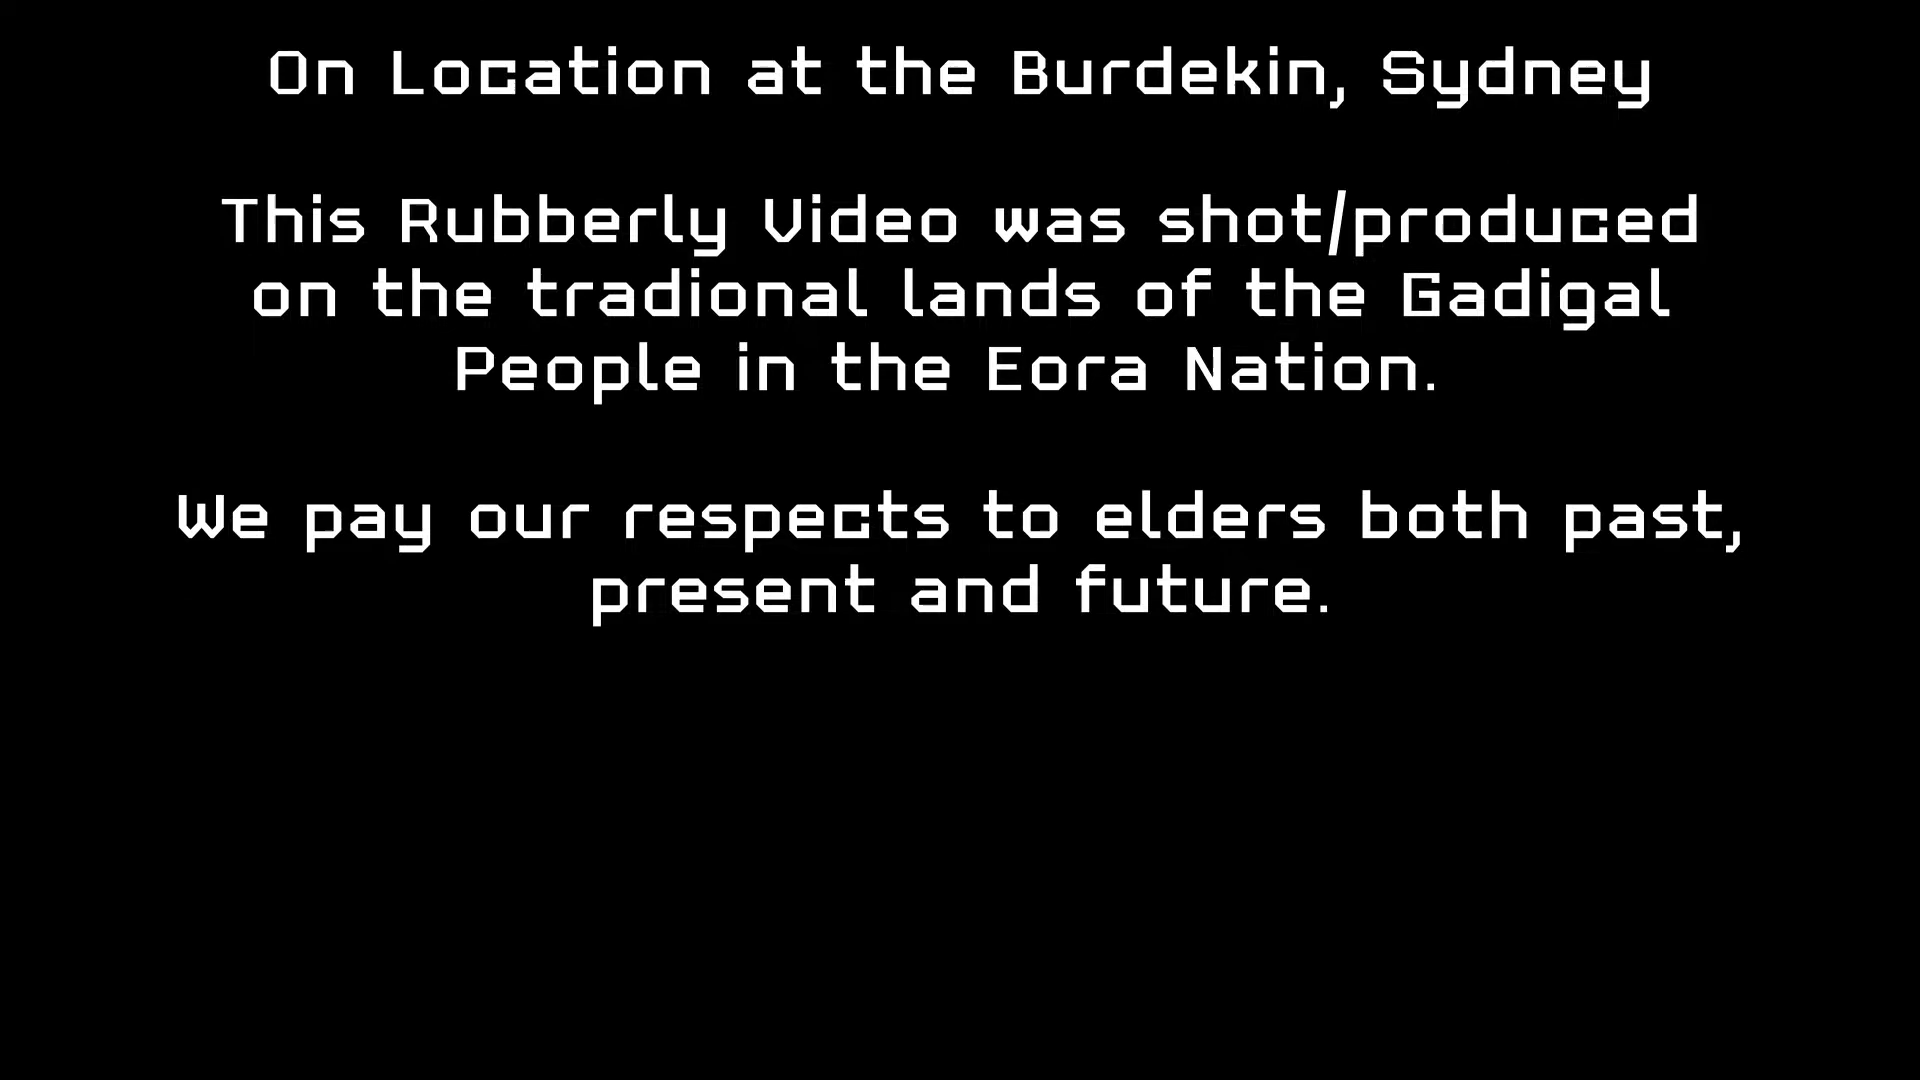 On Location at the Burdekin, Sydney
This Rubberly Video was shot/produced
on the tradional lands of the Gadigal
People in the Eora Nation.
We pay our respects to elders both past,
present and future.